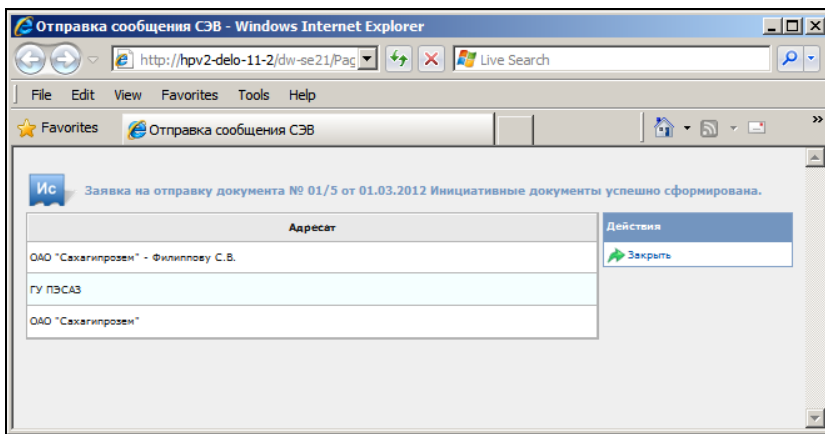 Отправка сообщения СЭВ - Windows Internet Explorer
http://hpv2-delo-11-2/dw-se21/Pag
Live Search
File Edit View Favorites Tools Help
Favorites
Отправка сообщения СЭВ
»
Ис
Заявка на отправку документа № 01/5 от 01.03.2012 Инициативные документы успешно сформирована.
Адресат
Действия
ОАО "Сахагипрозем" - Филиппову С.В.
Закрыть
ГУ ПЭСАЗ
ОАО "Сахагипрозем"